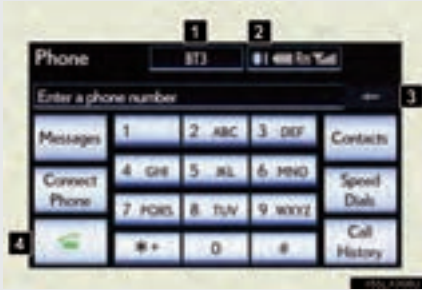 1 2
Phone BT3
Enter a phone number 3
Messages 1 2 ABC 3 DEF Contacts
Connect Phone 4 GHI 5 JKL 6 MNO Speed Dials
7 PQRS 8 TUV 9 WXYZ
4 *+ 0 # Call History